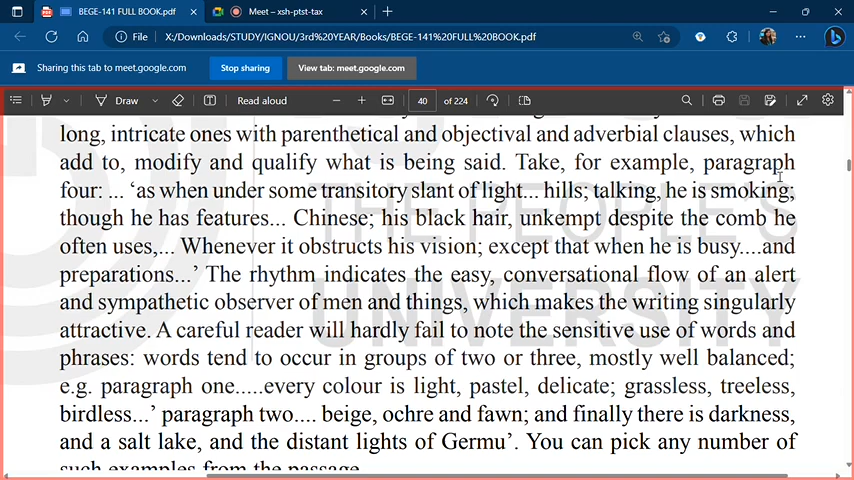 BEGE-141 FULL BOOK.pdf
Meet – xsh-ptst-tax
File
X:/Downloads/STUDY/IGNOU/3rd%20YEAR/Books/BEGE-141%20FULL%20BOOK.pdf
Sharing this tab to meet.google.com
Stop sharing
View tab: meet.google.com
Draw
Read aloud
40 of 224
long, intricate ones with parenthetical and objectival and adverbial clauses, which
add to, modify and qualify what is being said. Take, for example, paragraph
four: ... ‘as when under some transitory slant of light... hills; talking, he is smoking;
though he has features... Chinese; his black hair, unkempt despite the comb he
often uses,... Whenever it obstructs his vision; except that when he is busy....and
preparations...’ The rhythm indicates the easy, conversational flow of an alert
and sympathetic observer of men and things, which makes the writing singularly
attractive. A careful reader will hardly fail to note the sensitive use of words and
phrases: words tend to occur in groups of two or three, mostly well balanced;
e.g. paragraph one.....every colour is light, pastel, delicate; grassless, treeless,
birdless...’ paragraph two.... beige, ochre and fawn; and finally there is darkness,
and a salt lake, and the distant lights of Germu’. You can pick any number of
such examples from the passage.
THE PEOPLE'S
UNIVERSITY